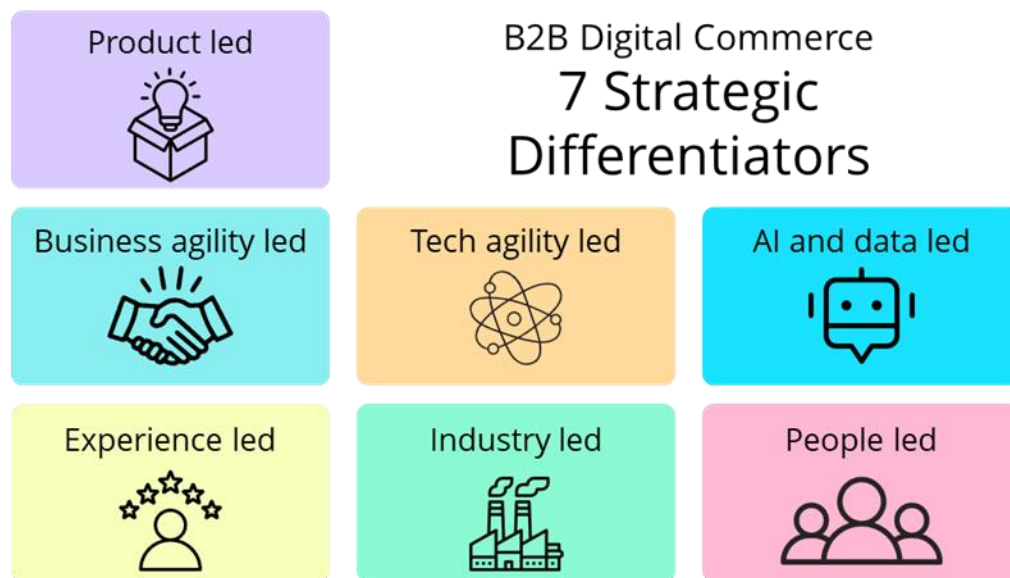 Product led
B2B Digital Commerce
7 Strategic
Differentiators
Business agility led
Tech agility led
AI and data led
Experience led
Industry led
People led